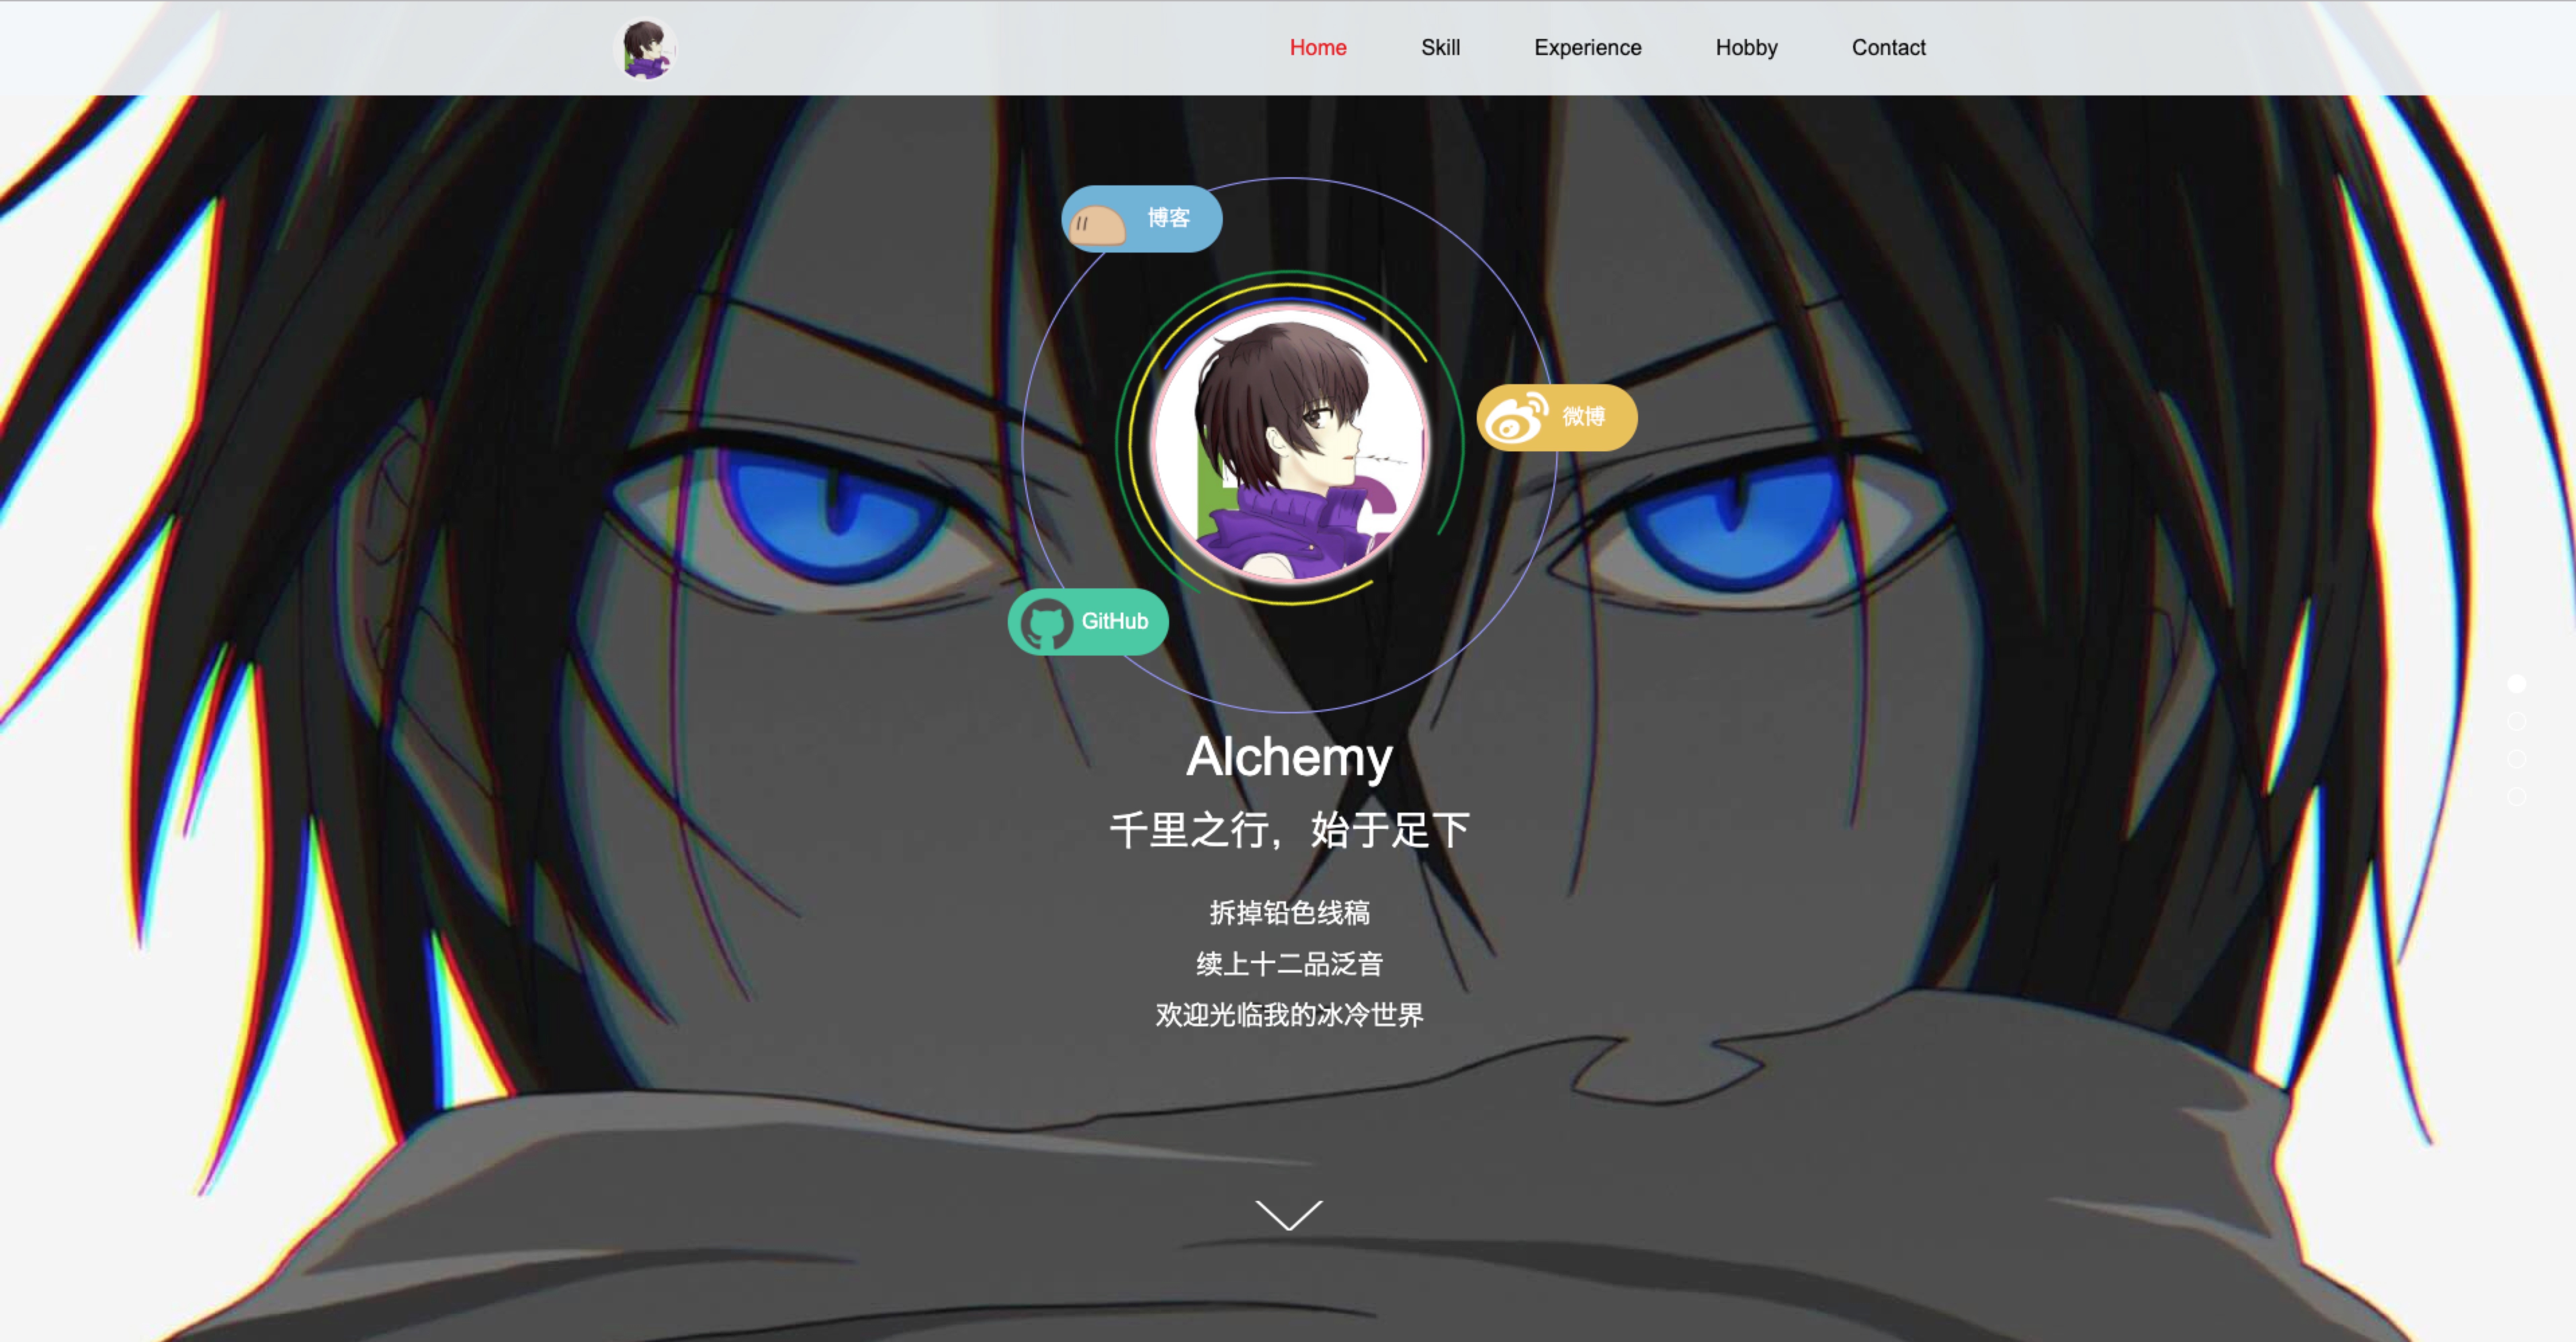 Home Skill Experience Hobby Contact
博客
微博
GitHub
Alchemy
千里之行，始于足下
拆掉铅色线稿
续上十二品泛音
欢迎光临我的冰冷世界